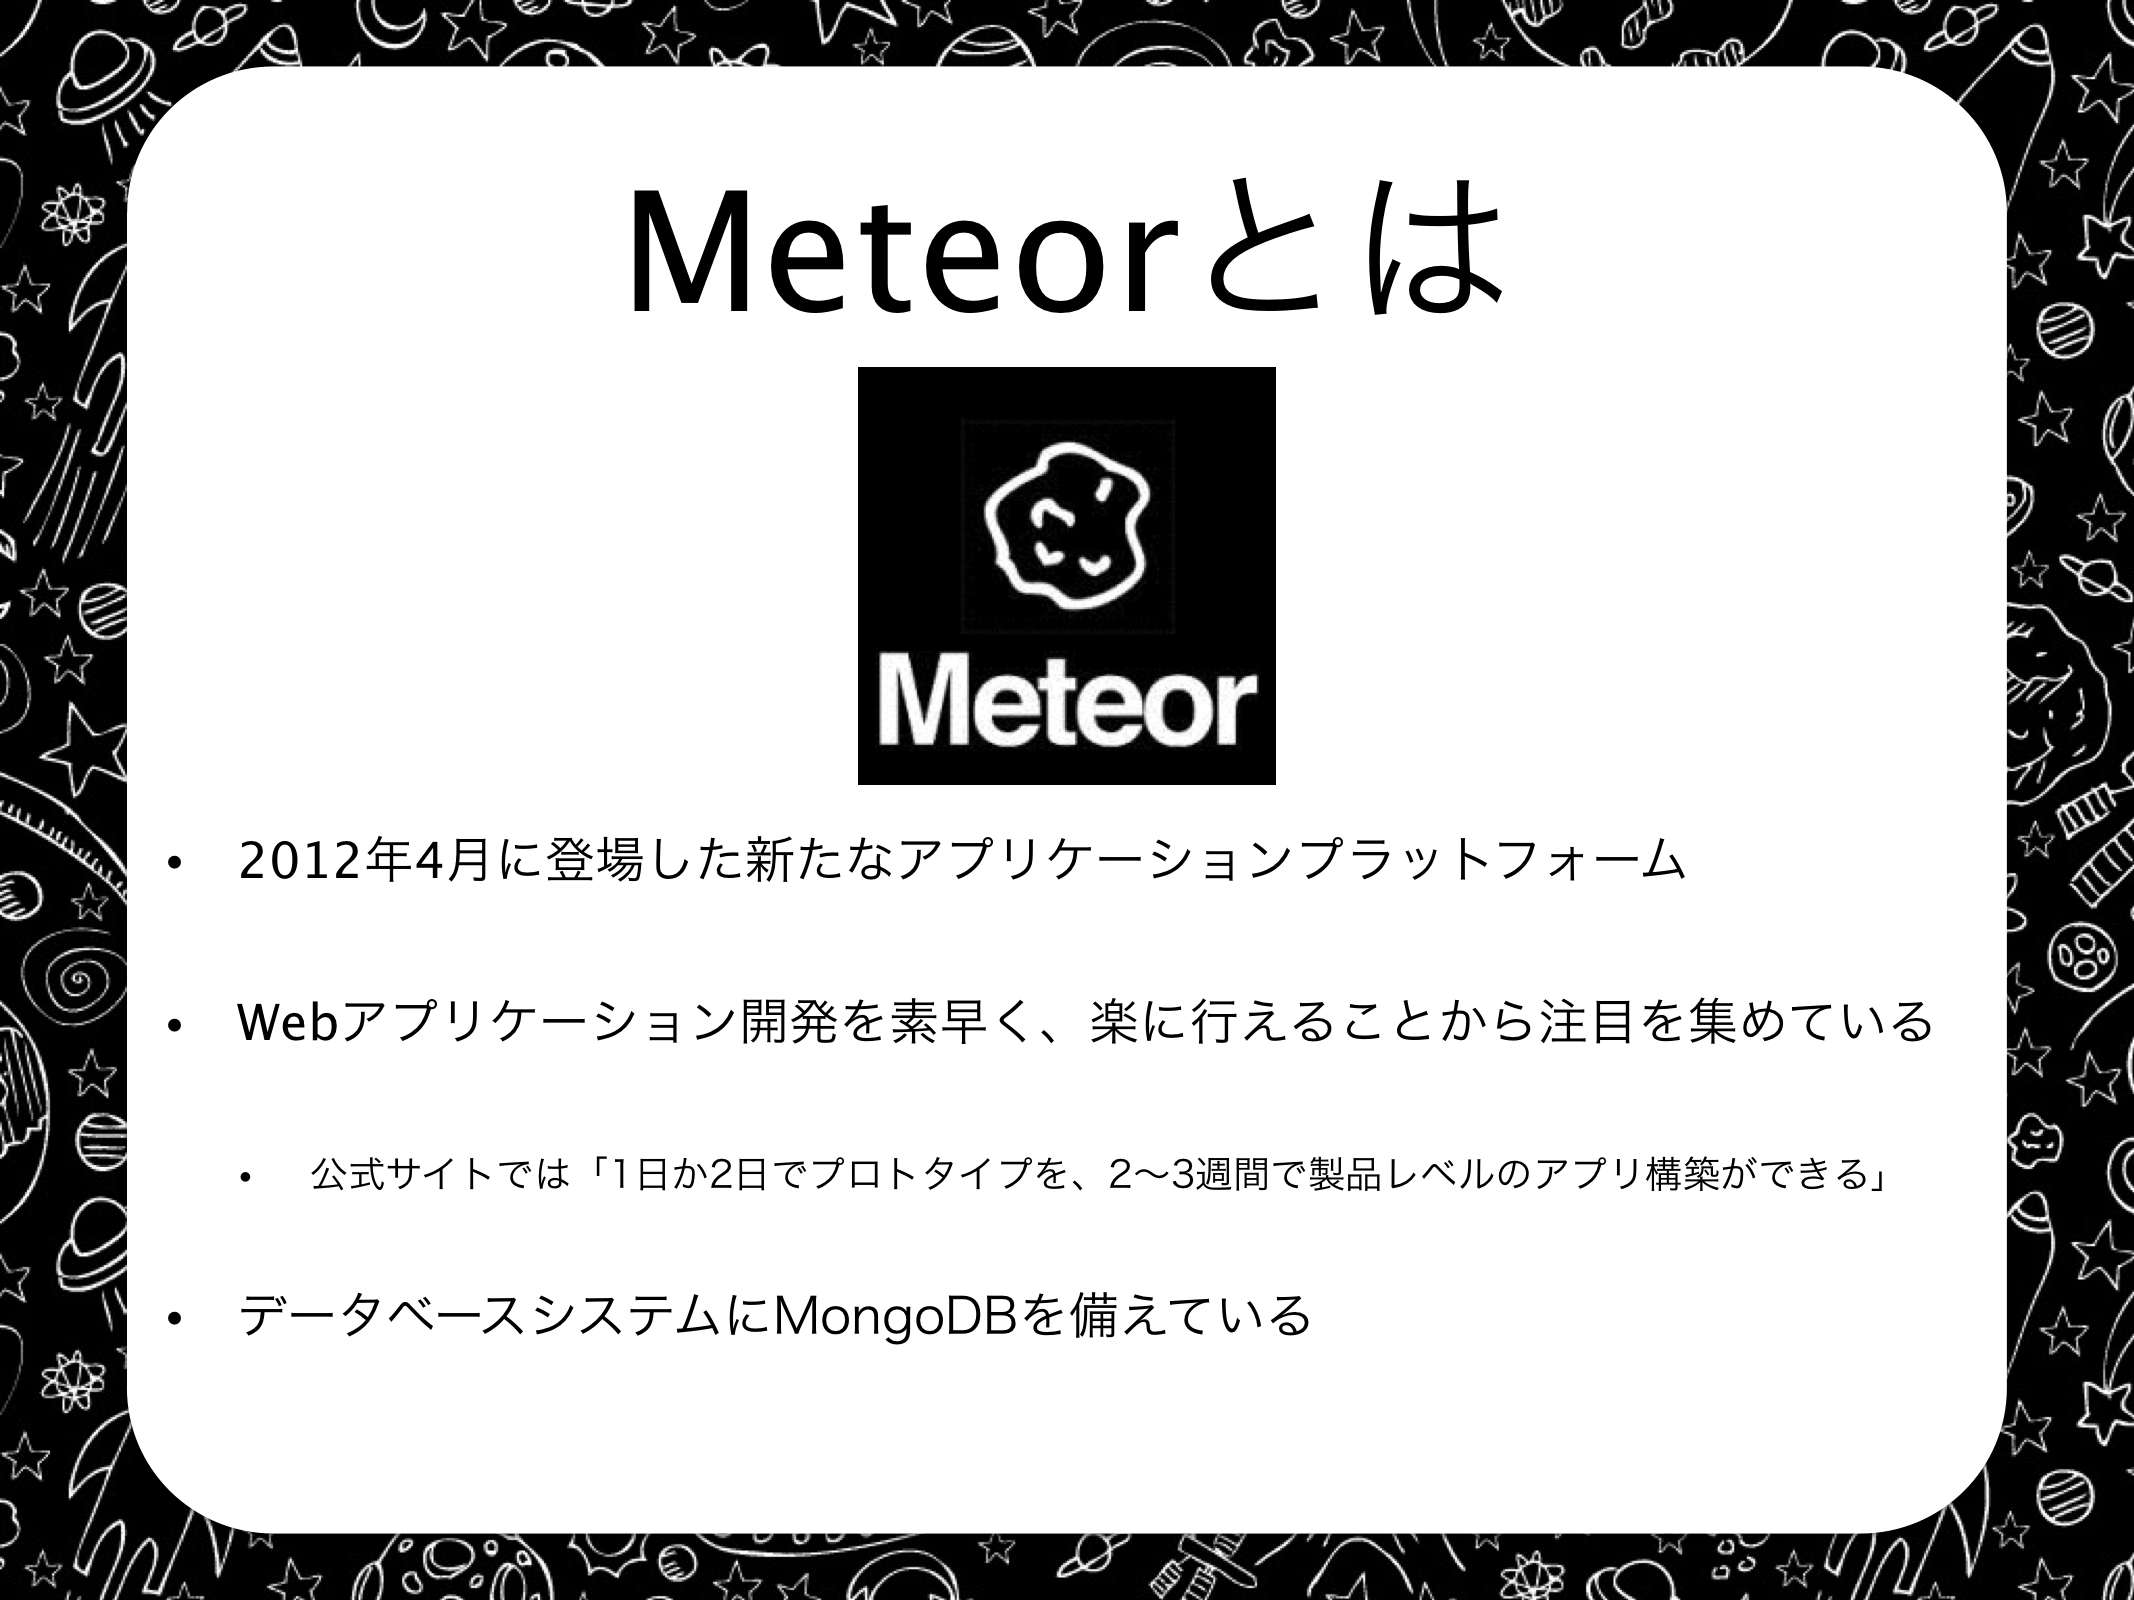 Meteorとは
Meteor
• 2012年4月に登場した新たなアプリケーションプラットフォーム
• Webアプリケーション開発を素早く、楽に行えることから注目を集めている
• 公式サイトでは「1日か2日でプロトタイプを、2〜3週間で製品レベルのアプリ構築ができる」
• データベースシステムにMongoDBを備えている